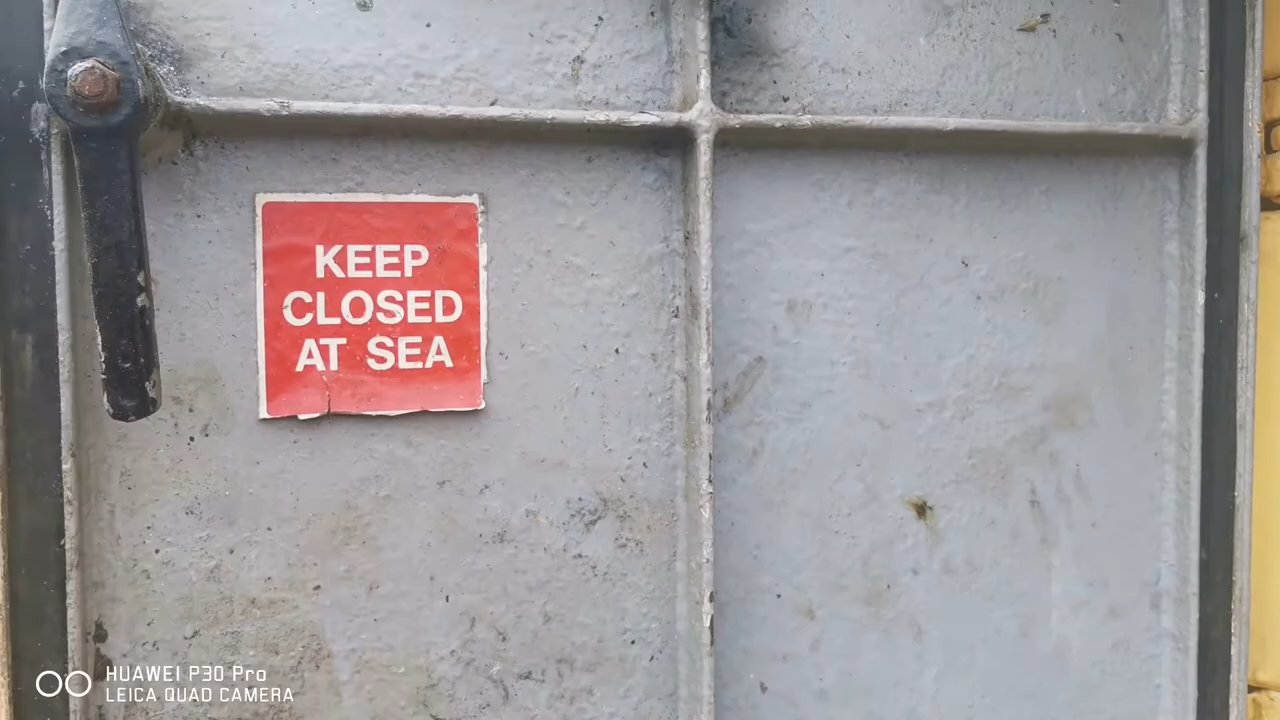 KEEP
CLOSED
AT SEA
HUAWEI P30 Pro
LEICA QUAD CAMERA